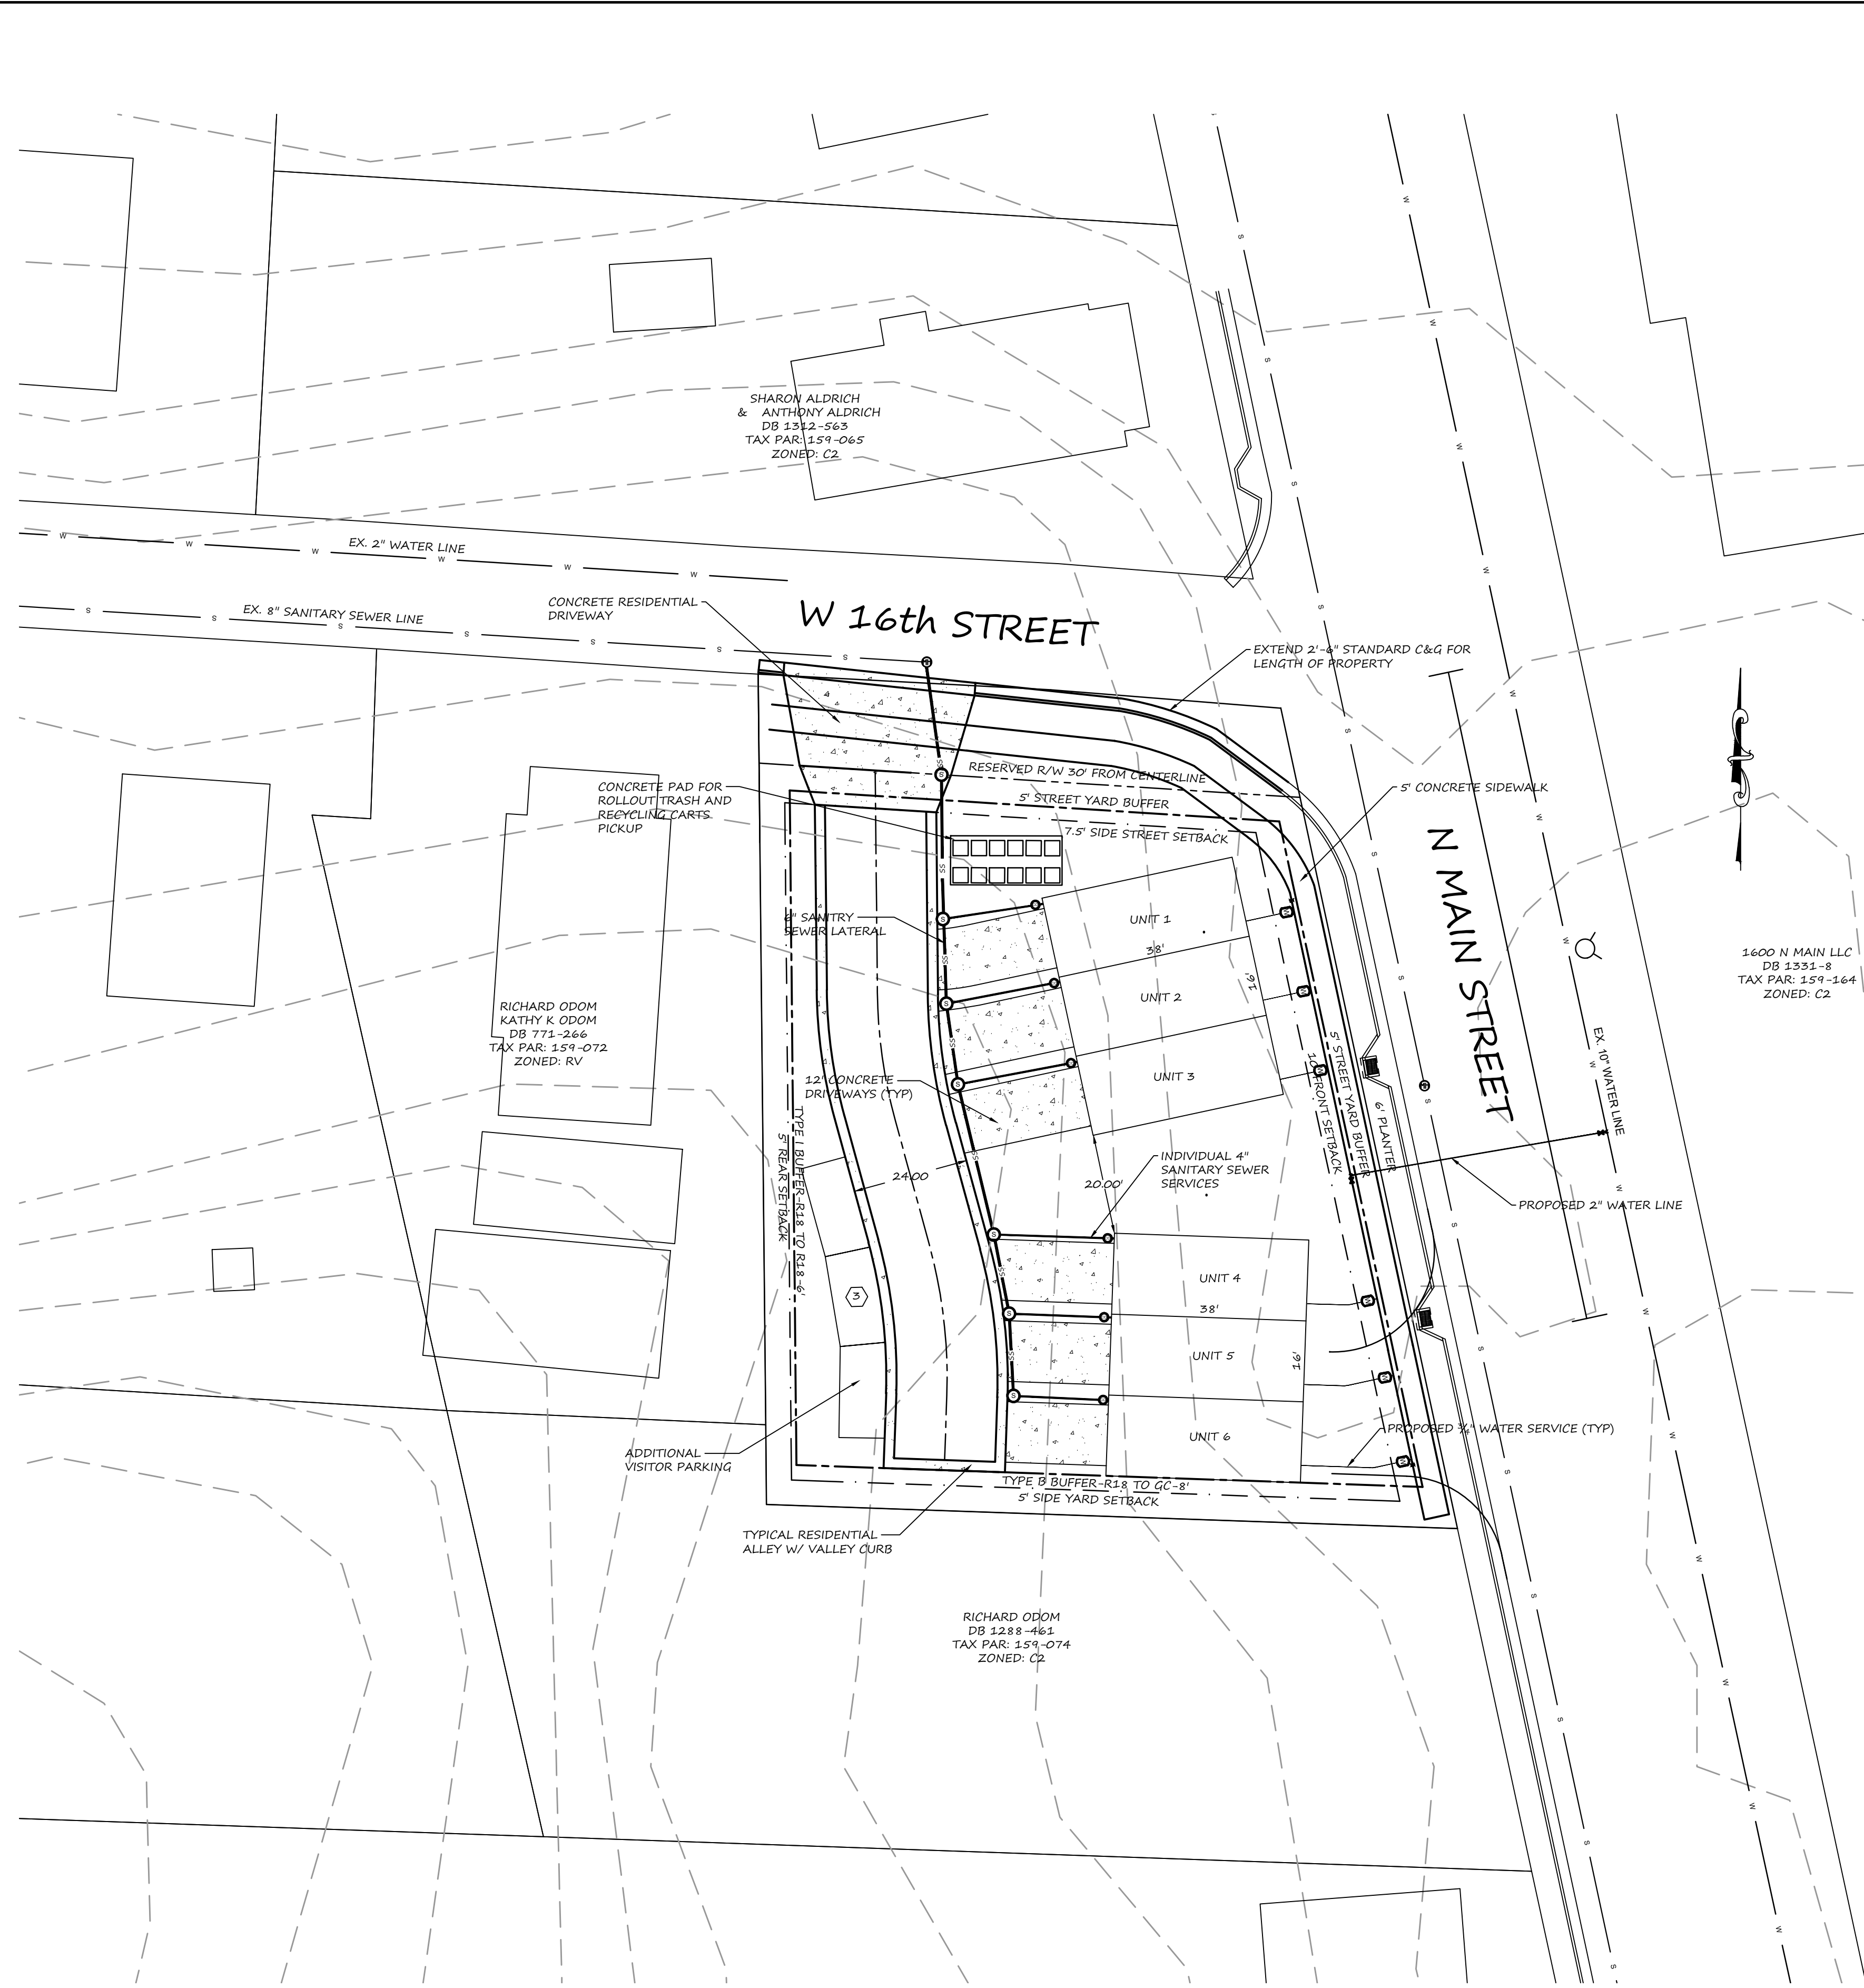 SHARON ALDRICH
& ANTHONY ALDRICH
DB 1312-563
TAX PAR: 159-065
ZONED: C2
EX. 2" WATER LINE
EX. 8" SANITARY SEWER LINE
CONCRETE RESIDENTIAL
DRIVEWAY
W 16th STREET
EXTEND 2'-6" STANDARD C&G FOR
LENGTH OF PROPERTY
RESERVED R/W 30' FROM CENTERLINE
5' STREET YARD BUFFER
7.5' SIDE STREET SETBACK
5' CONCRETE SIDEWALK
CONCRETE PAD FOR
ROLLOUT TRASH AND
RECYCLING CARTS
PICKUP
N MAIN STREET
6" SANITRY
SEWER LATERAL
UNIT 1
38'
16'
UNIT 2
UNIT 3
1600 N MAIN LLC
DB 1331-8
TAX PAR: 159-164
ZONED: C2
RICHARD ODOM
KATHY K ODOM
DB 771-266
TAX PAR: 159-072
ZONED: RV
12' CONCRETE
DRIVEWAYS (TYP)
EX. 10" WATER LINE
5' STREET YARD BUFFER
10' FRONT SETBACK
6' PLANTER
TYPE I BUFFER-R18 TO R18-6'
5' REAR SETBACK
24.00
20.00'
INDIVIDUAL 4"
SANITARY SEWER
SERVICES
PROPOSED 2" WATER LINE
UNIT 4
38'
3
UNIT 5
16'
UNIT 6
PROPOSED ¾" WATER SERVICE (TYP)
ADDITIONAL
VISITOR PARKING
TYPE B BUFFER-R18 TO GC-8'
5' SIDE YARD SETBACK
TYPICAL RESIDENTIAL
ALLEY W/ VALLEY CURB
RICHARD ODOM
DB 1288-461
TAX PAR: 159-074
ZONED: C2